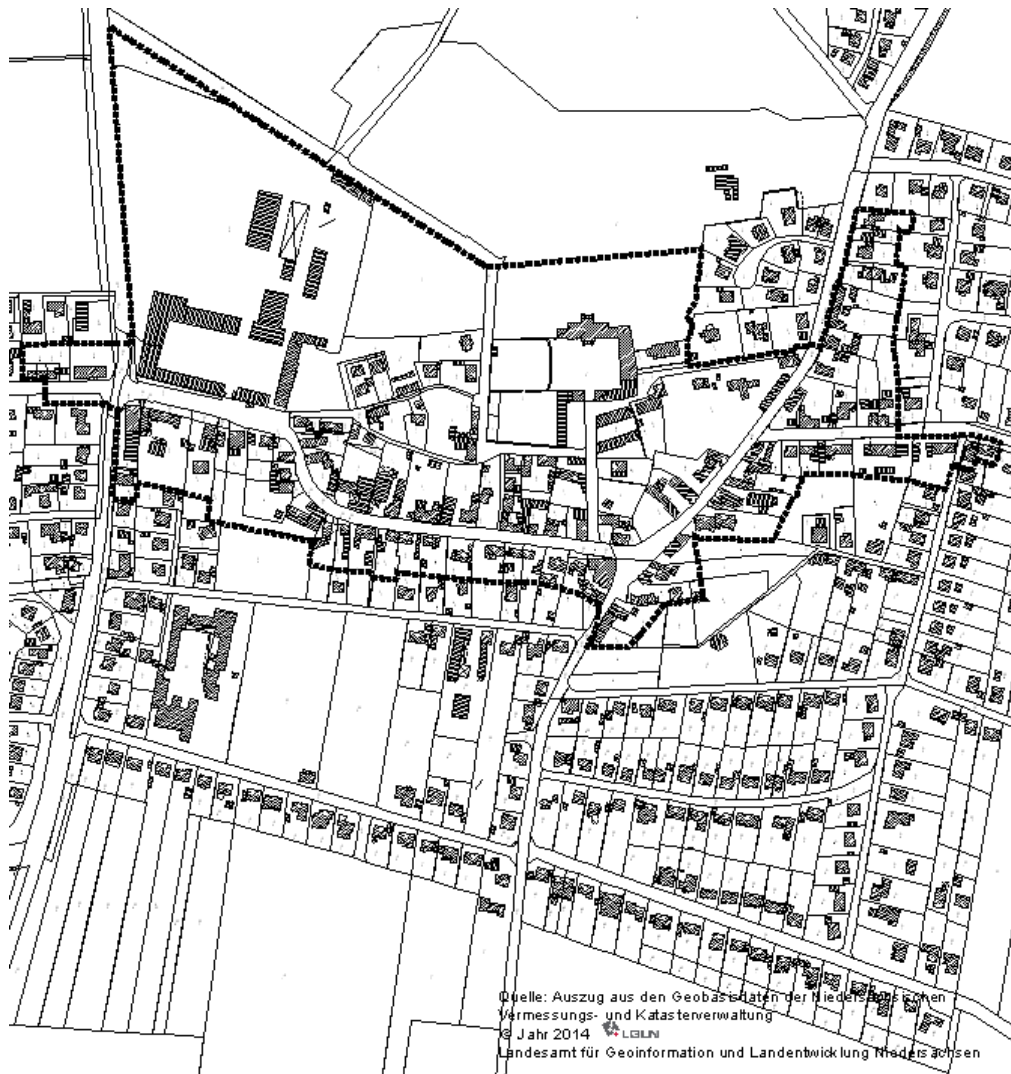 Quelle: Auszug aus den Geobasisdaten der Niedersächsischen
Vermessungs- und Katasterverwaltung
© Jahr 2014 LGLN
Landesamt für Geoinformation und Landentwicklung Niedersachsen